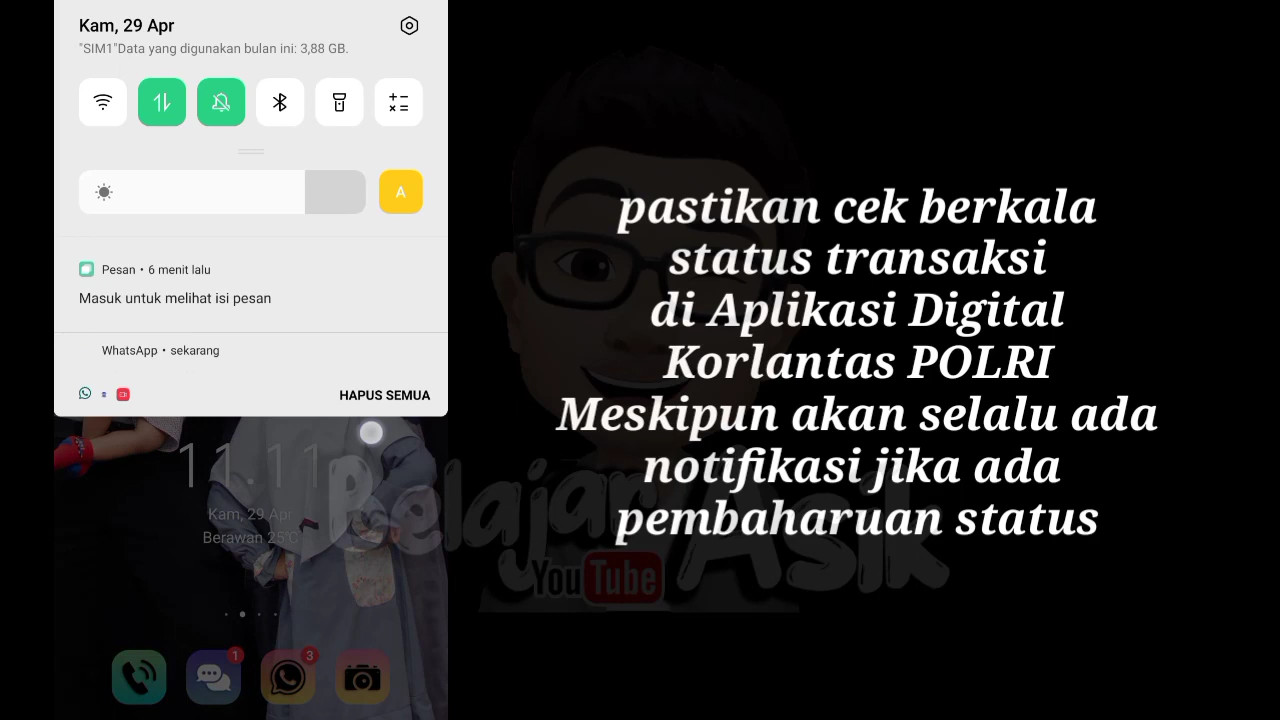 Kam, 29 Apr
"SIM1"Data yang digunakan bulan ini: 3,88 GB.
A
Pesan • 6 menit lalu
Masuk untuk melihat isi pesan
WhatsApp • sekarang
HAPUS SEMUA
11.11
Kam, 29 Apr
Berawan 25°C
1
3
pastikan cek berkala
status transaksi
di Aplikasi Digital
Korlantas POLRI
Meskipun akan selalu ada
notifikasi jika ada
pembaharuan status
Belajar Asik
YouTube